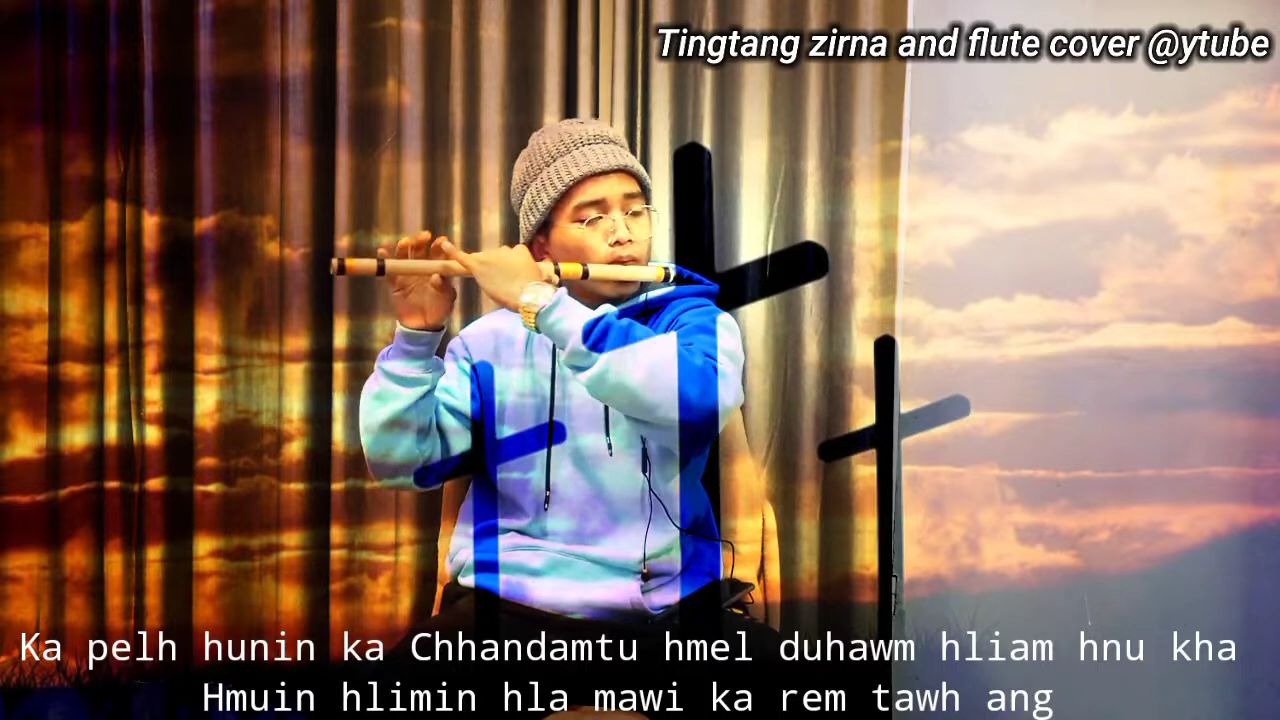 Tingtang zirna and flute cover @ytube
Ka pelh hunin ka Chhandamtu hmel duhawm hliam hnu kha
Hmuin hlimin hla mawi ka rem tawh ang